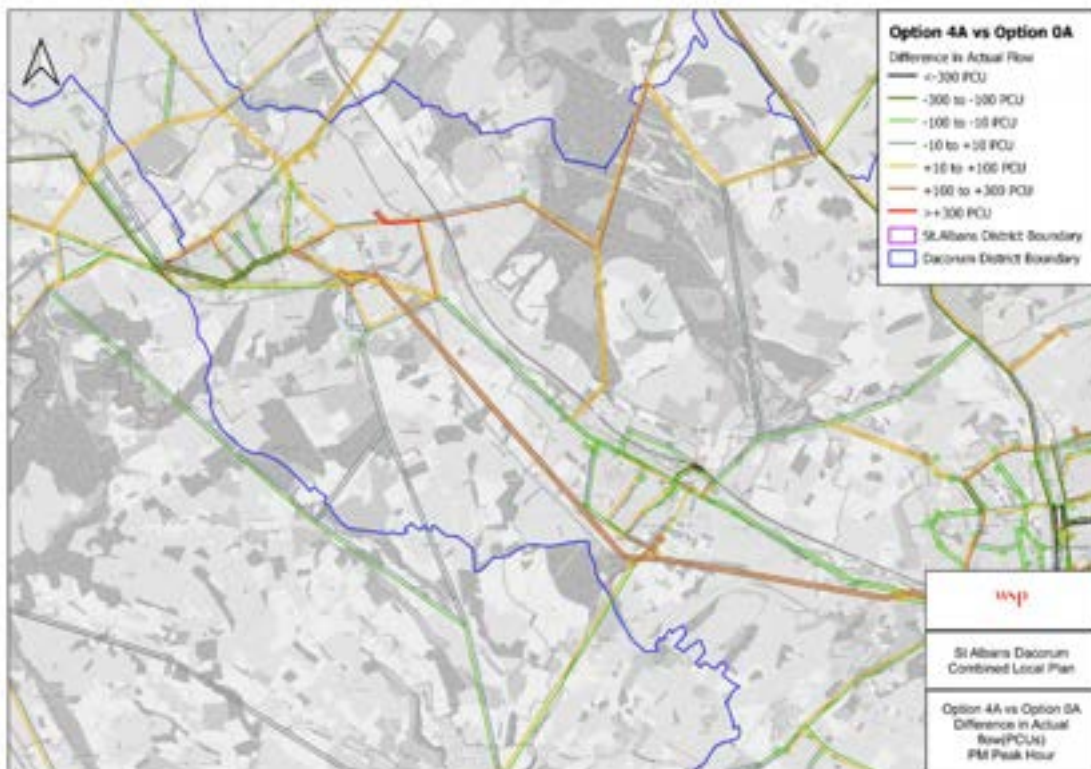 Option 4A vs Option 0A
Difference in Actual Flow
<-300 PCU
-300 to -100 PCU
-100 to -10 PCU
-10 to +10 PCU
+10 to +100 PCU
+100 to +300 PCU
>+300 PCU
St.Albans District Boundary
Dacorum District Boundary
wsp
St Albans Dacorum
Combined Local Plan
Option 4A vs Option 0A
Difference in Actual
flow(PCUs)
PM Peak Hour